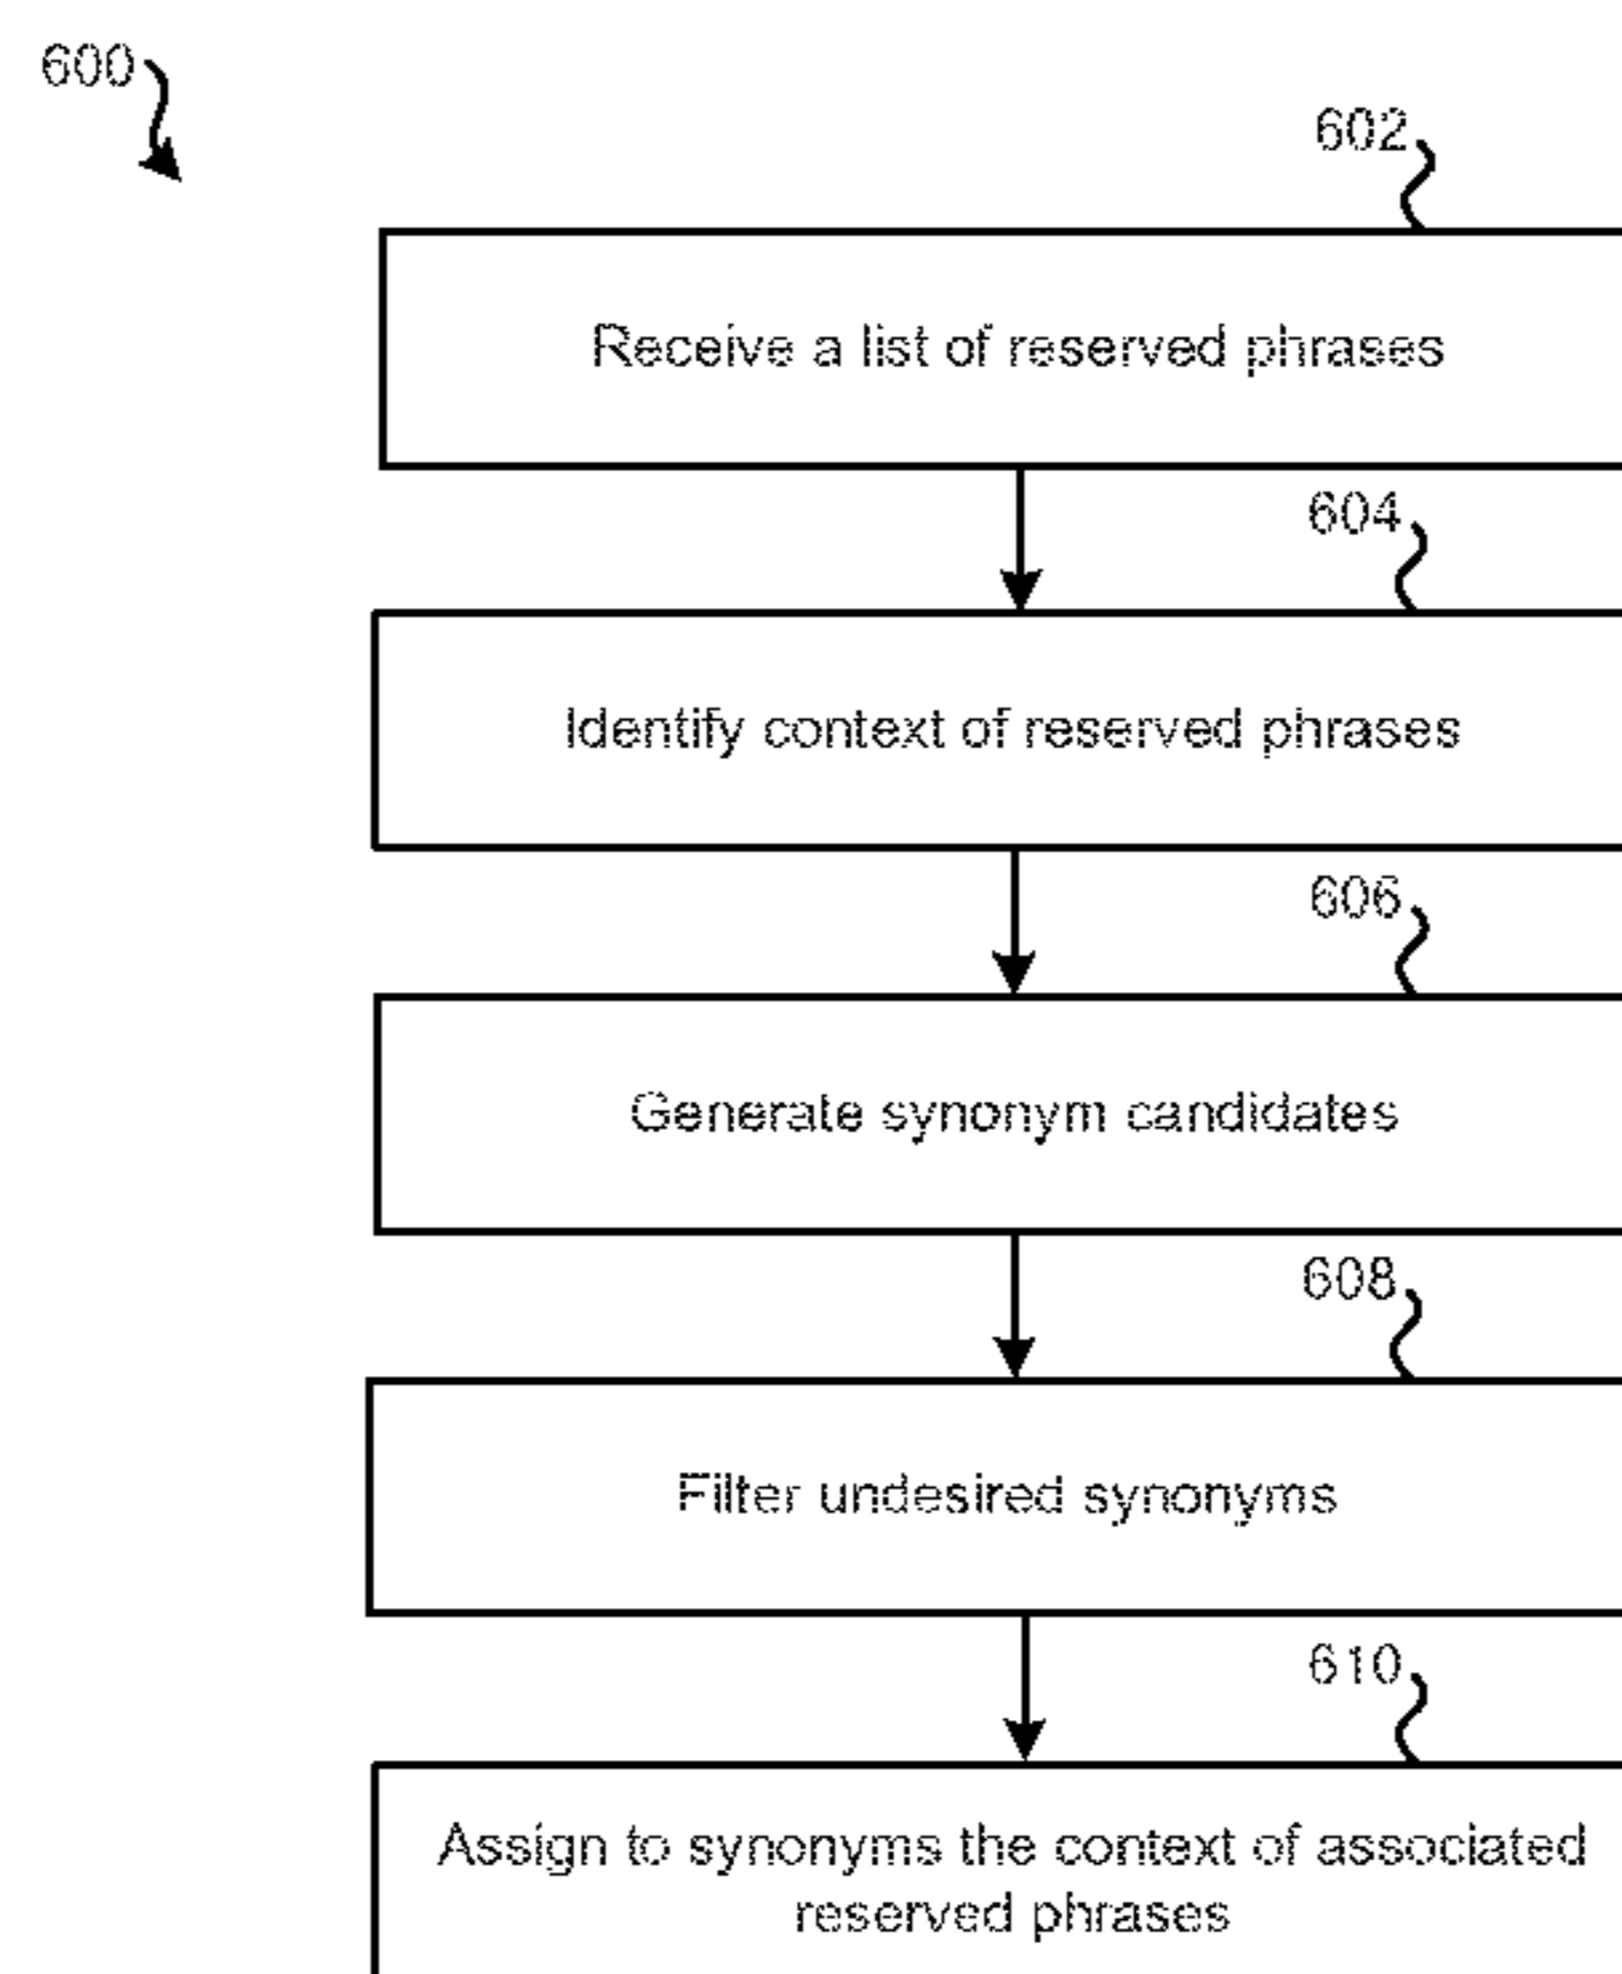 600
602
Receive a list of reserved phrases
604
Identify context of reserved phrases
606
Generate synonym candidates
608
Filter undesired synonyms
610
Assign to synonyms the context of associated
reserved phrases